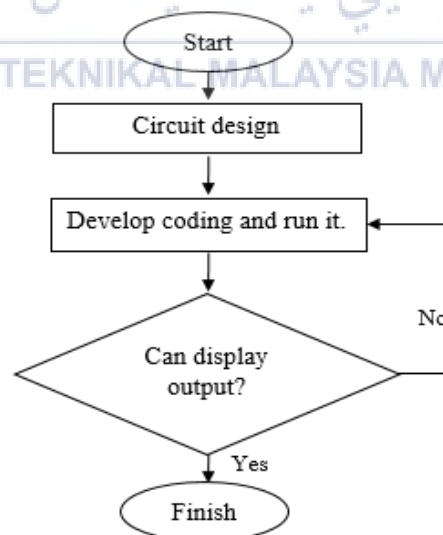 Start
TEKNIKAL MALAYSIA M
Circuit design
Develop coding and run it.
No
Can display
output?
Yes
Finish